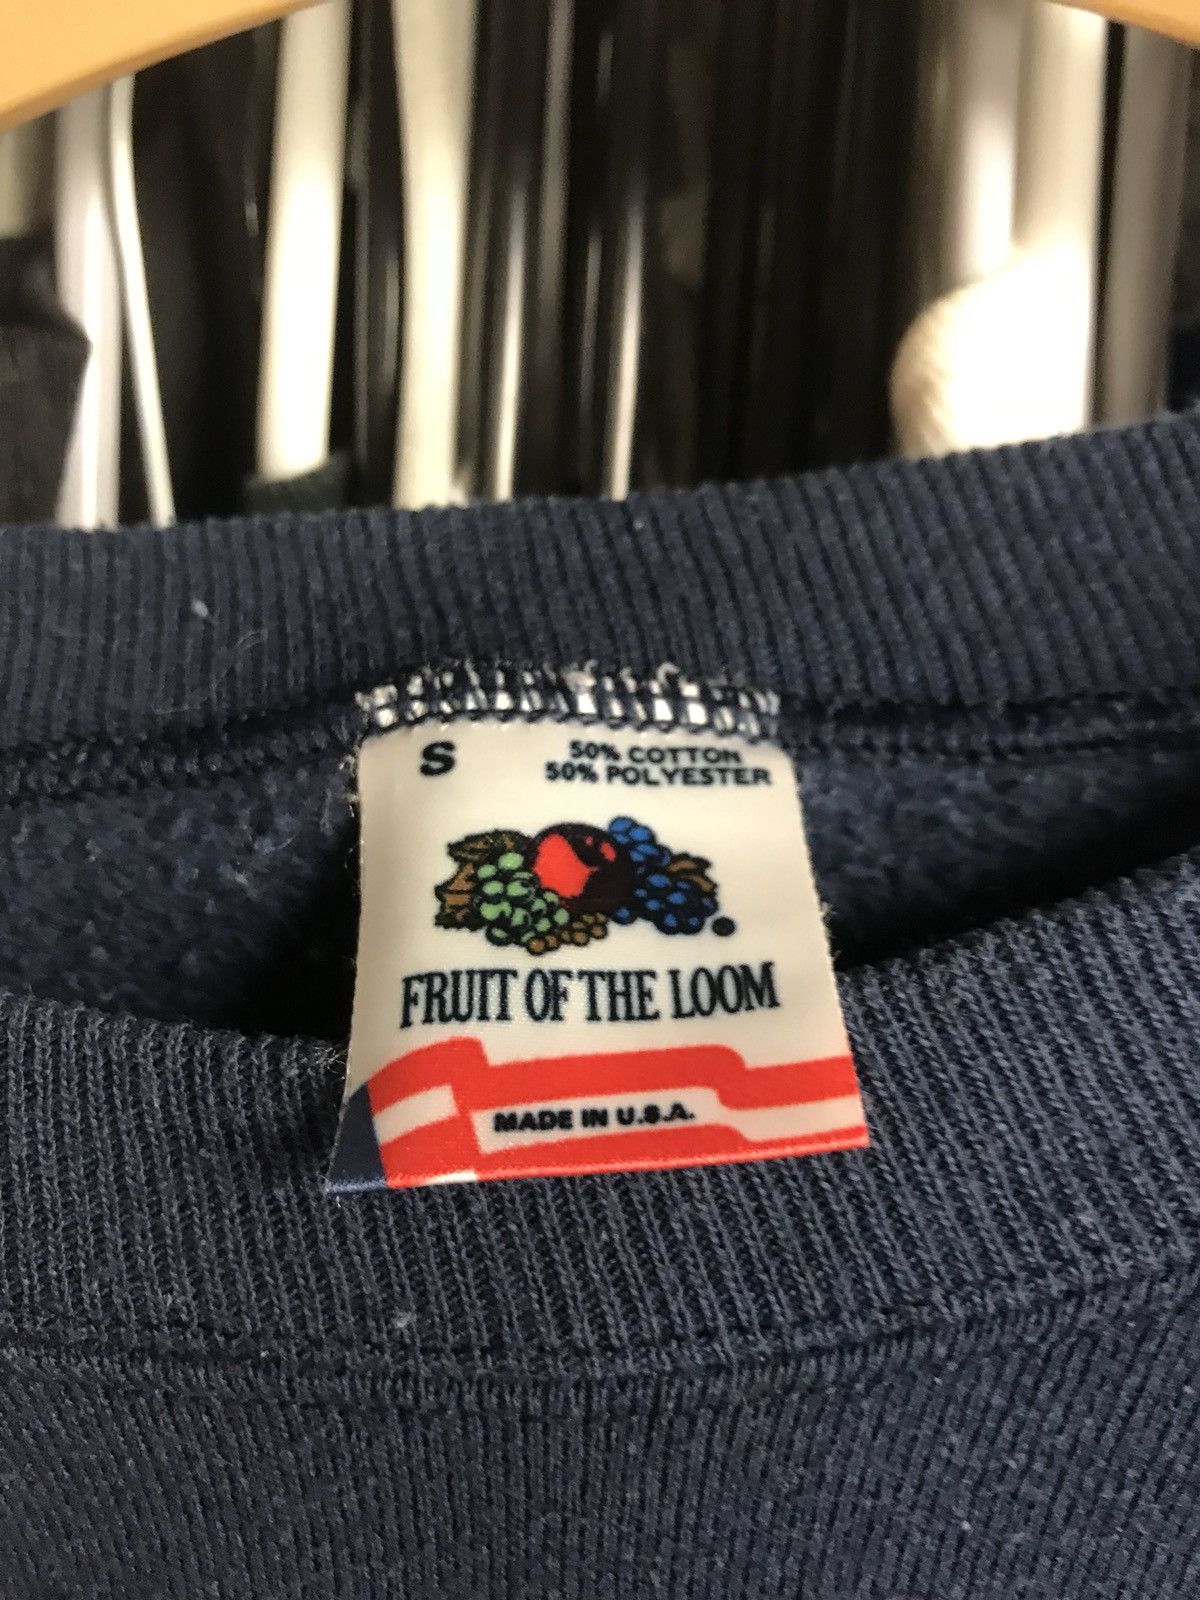 S
50% COTTON
50% POLYESTER
FRUIT OF THE LOOM
MADE IN U.S.A.